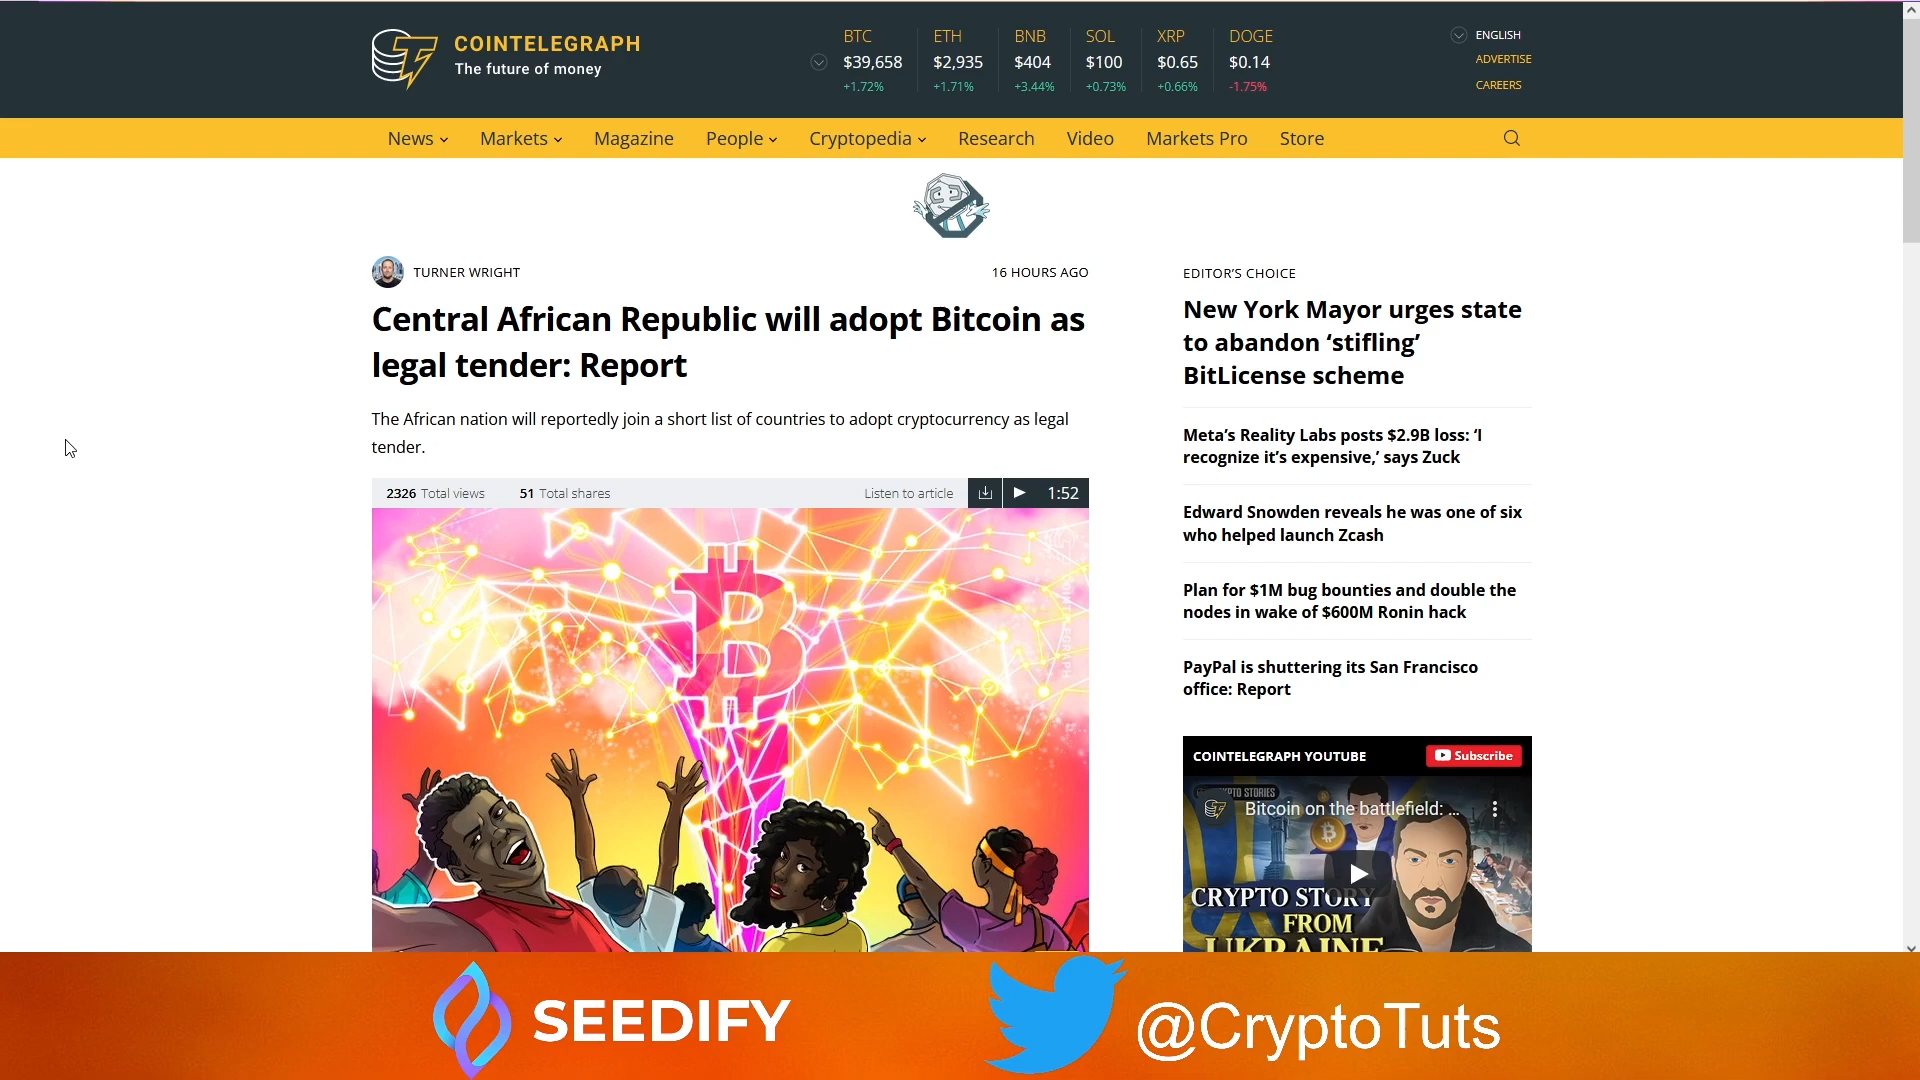 COINTELEGRAPH
The future of money
BTC
$39,658
+1.72%
ETH
$2,935
+1.71%
BNB
$404
+3.44%
SOL
$100
+0.73%
XRP
$0.65
+0.66%
DOGE
$0.14
-1.75%
ENGLISH
ADVERTISE
CAREERS
News
Markets
Magazine
People
Cryptopedia
Research
Video
Markets Pro
Store
TURNER WRIGHT
16 HOURS AGO
Central African Republic will adopt Bitcoin as
legal tender: Report
The African nation will reportedly join a short list of countries to adopt cryptocurrency as legal
tender.
2326 Total views
51 Total shares
Listen to article
1:52
COINTELEGRAPH
EDITOR'S CHOICE
New York Mayor urges state
to abandon ‘stifling’
BitLicense scheme
Meta’s Reality Labs posts $2.9B loss: ‘I
recognize it’s expensive,’ says Zuck
Edward Snowden reveals he was one of six
who helped launch Zcash
Plan for $1M bug bounties and double the
nodes in wake of $600M Ronin hack
PayPal is shuttering its San Francisco
office: Report
COINTELEGRAPH YOUTUBE
Subscribe
CRYPTO STORIES
Bitcoin on the battlefield: ...
CRYPTO STORY
FROM
UKRAINE
SEEDIFY
@CryptoTuts